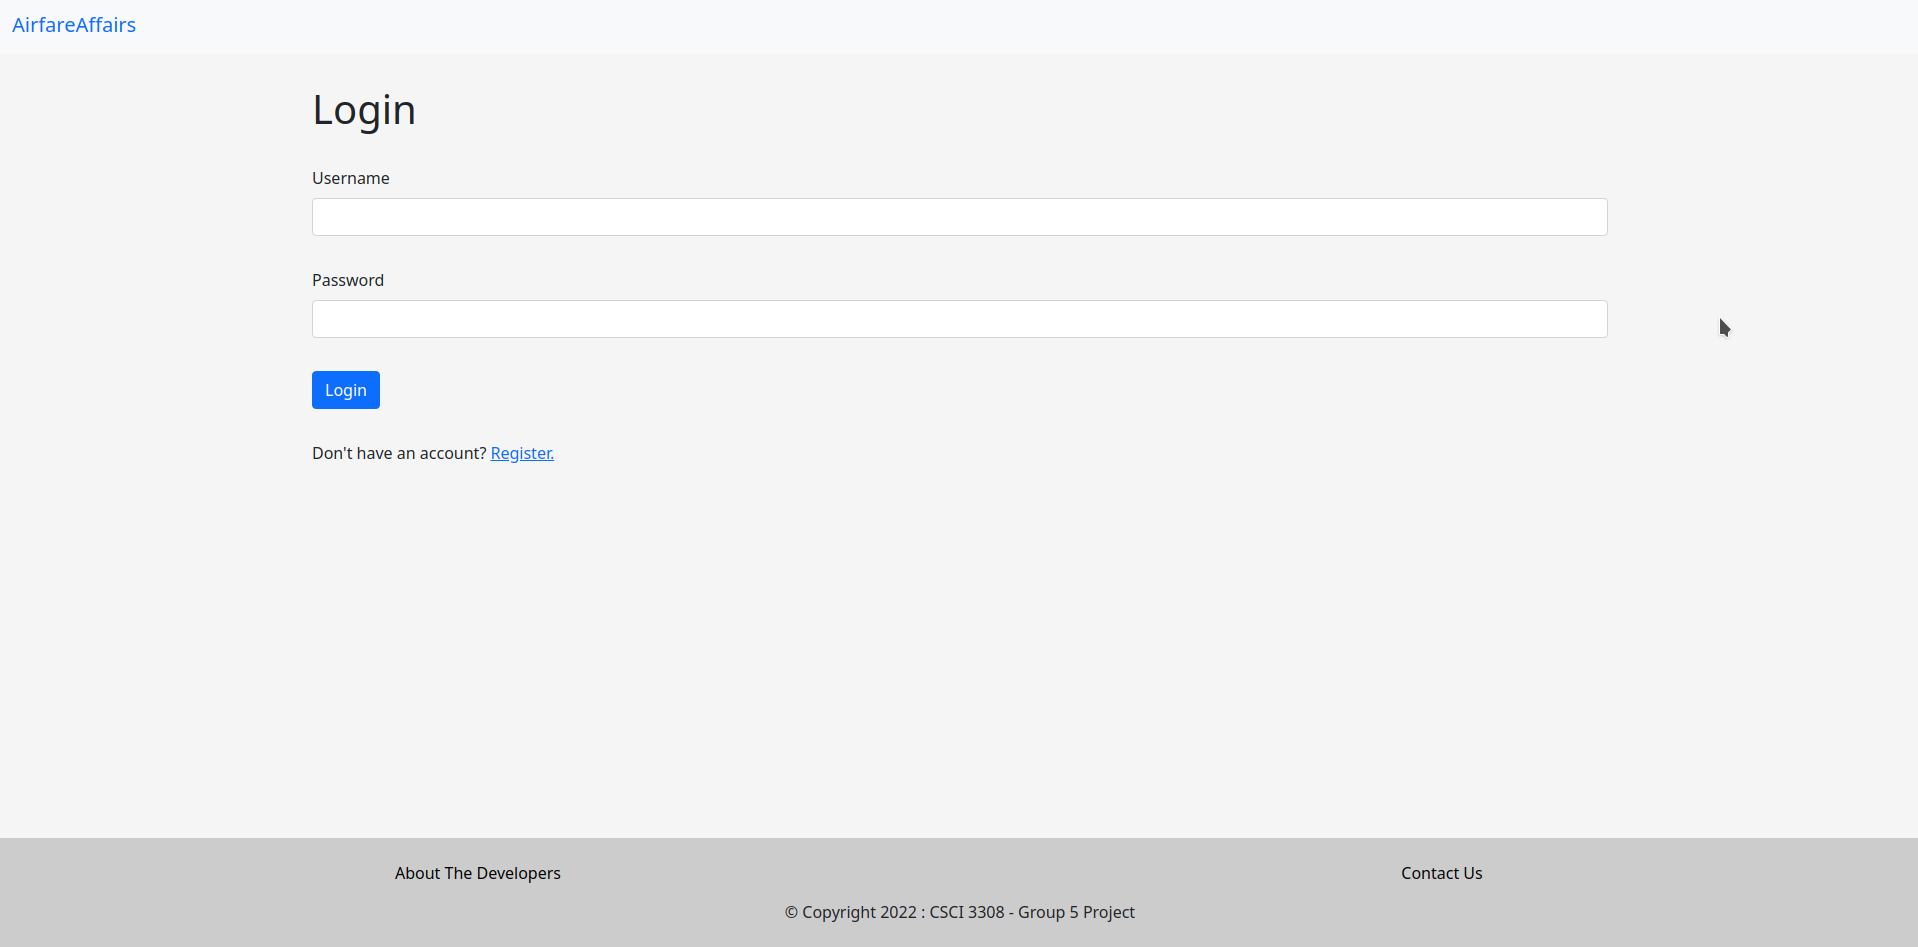 AirfareAffairs
Login
Username
Password
Login
Don't have an account? Register.
About The Developers
Contact Us
© Copyright 2022 : CSCI 3308 - Group 5 Project